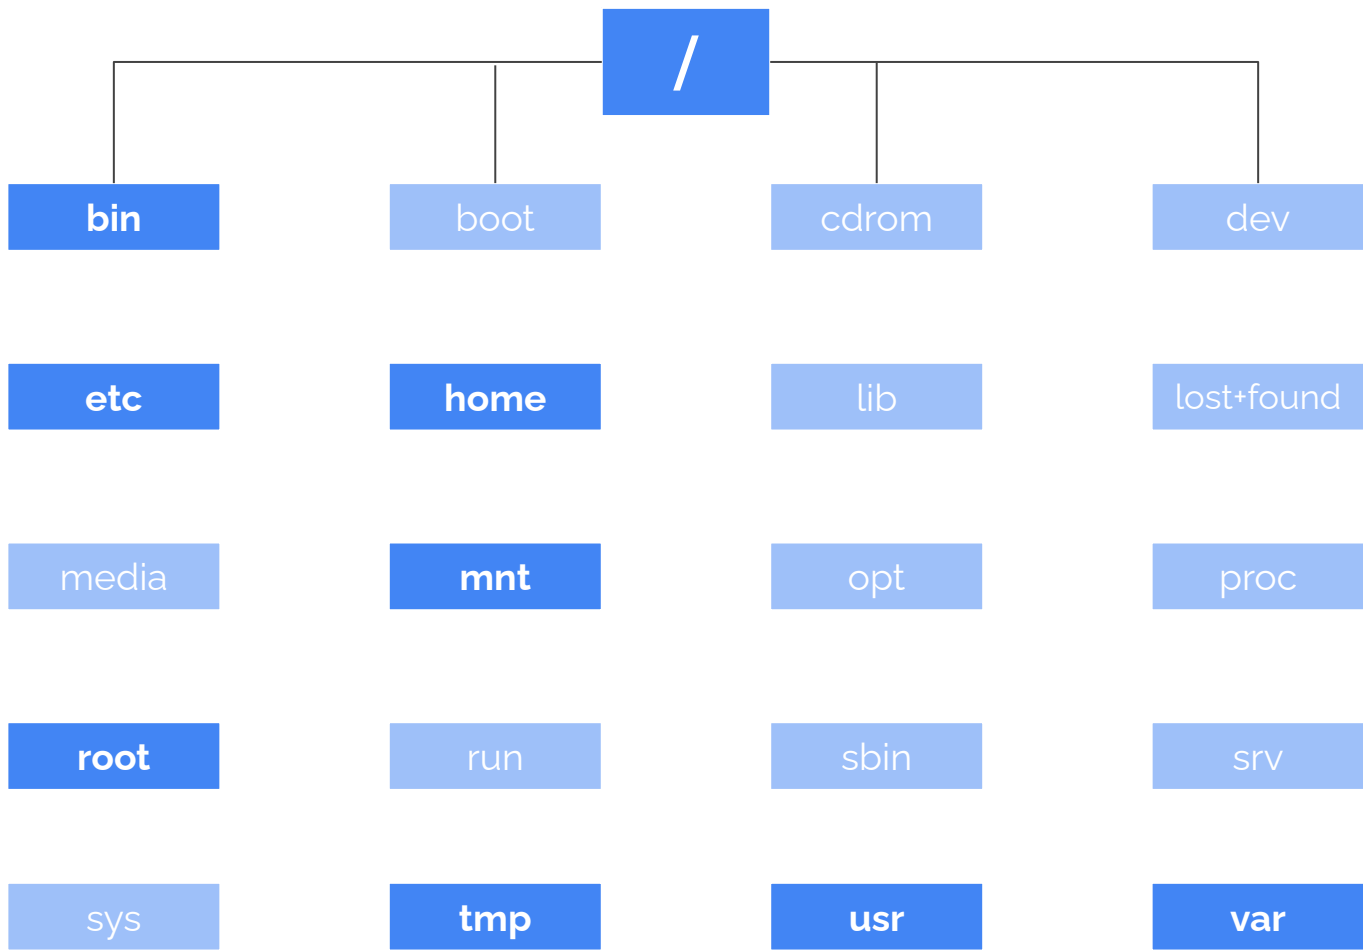 /
bin
boot
cdrom
dev
etc
home
lib
lost+found
media
mnt
opt
proc
root
run
sbin
srv
sys
tmp
usr
var